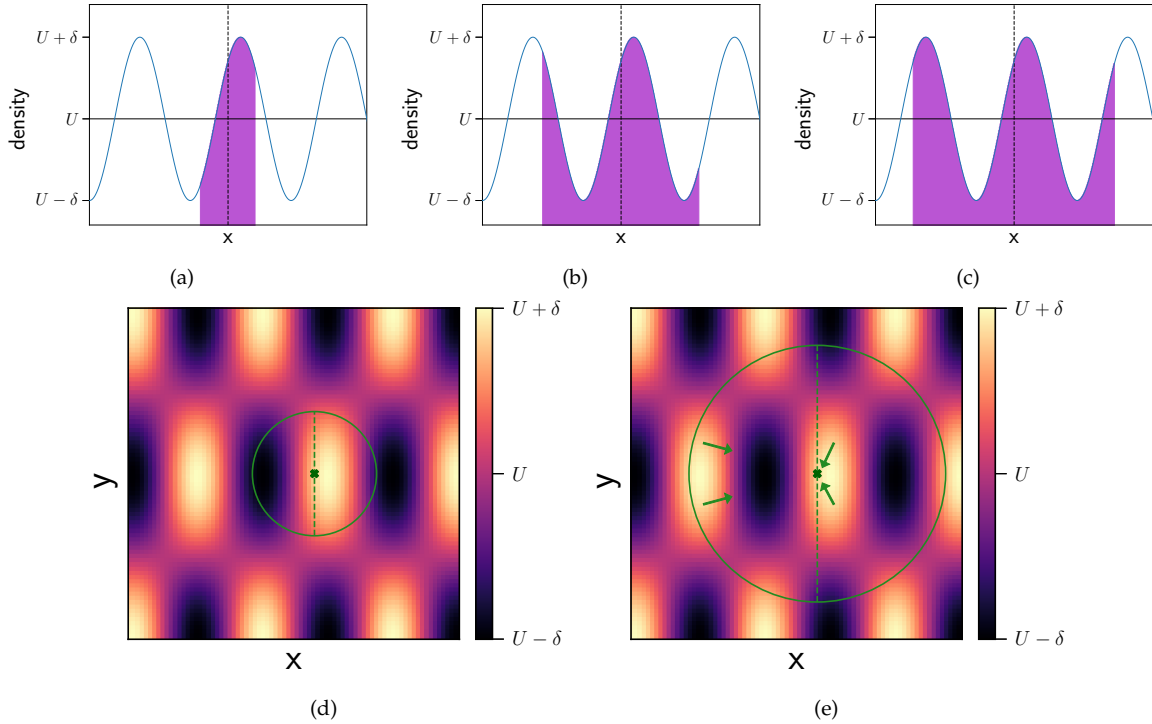 U + δ
U
U − δ
density
x
(a)
U + δ
U
U − δ
density
x
(b)
U + δ
U
U − δ
density
x
(c)
y
x
U + δ
U
U − δ
(d)
y
x
U + δ
U
U − δ
(e)